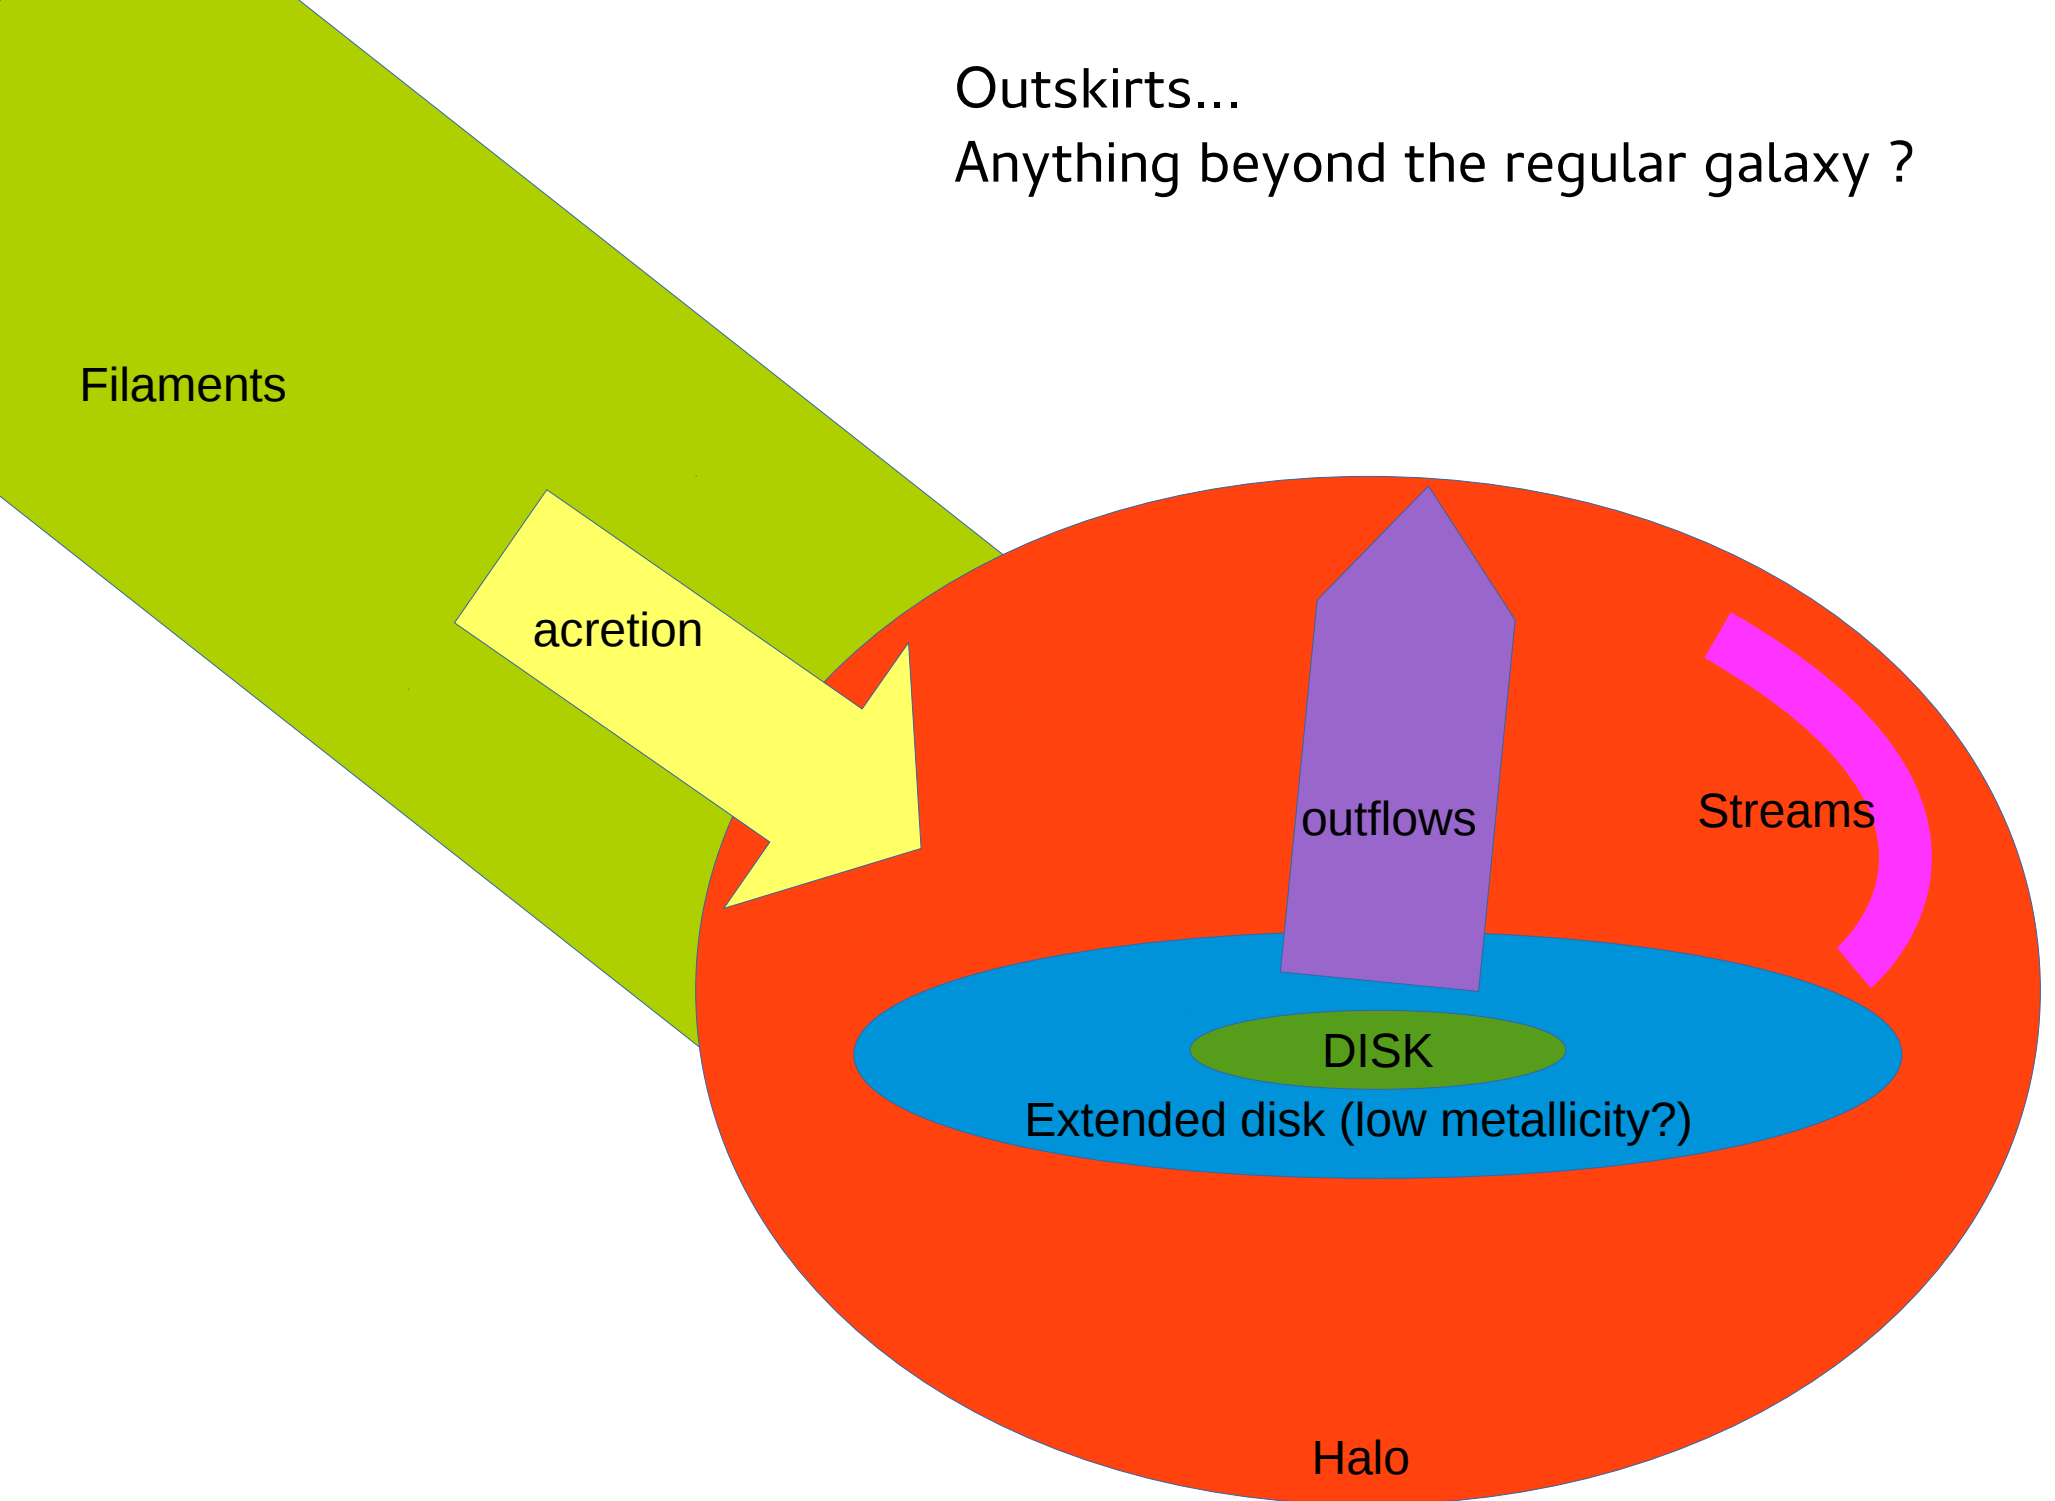 Outskirts...
Anything beyond the regular galaxy ?
Filaments
acretion
outflows
Streams
DISK
Extended disk (low metallicity?)
Halo